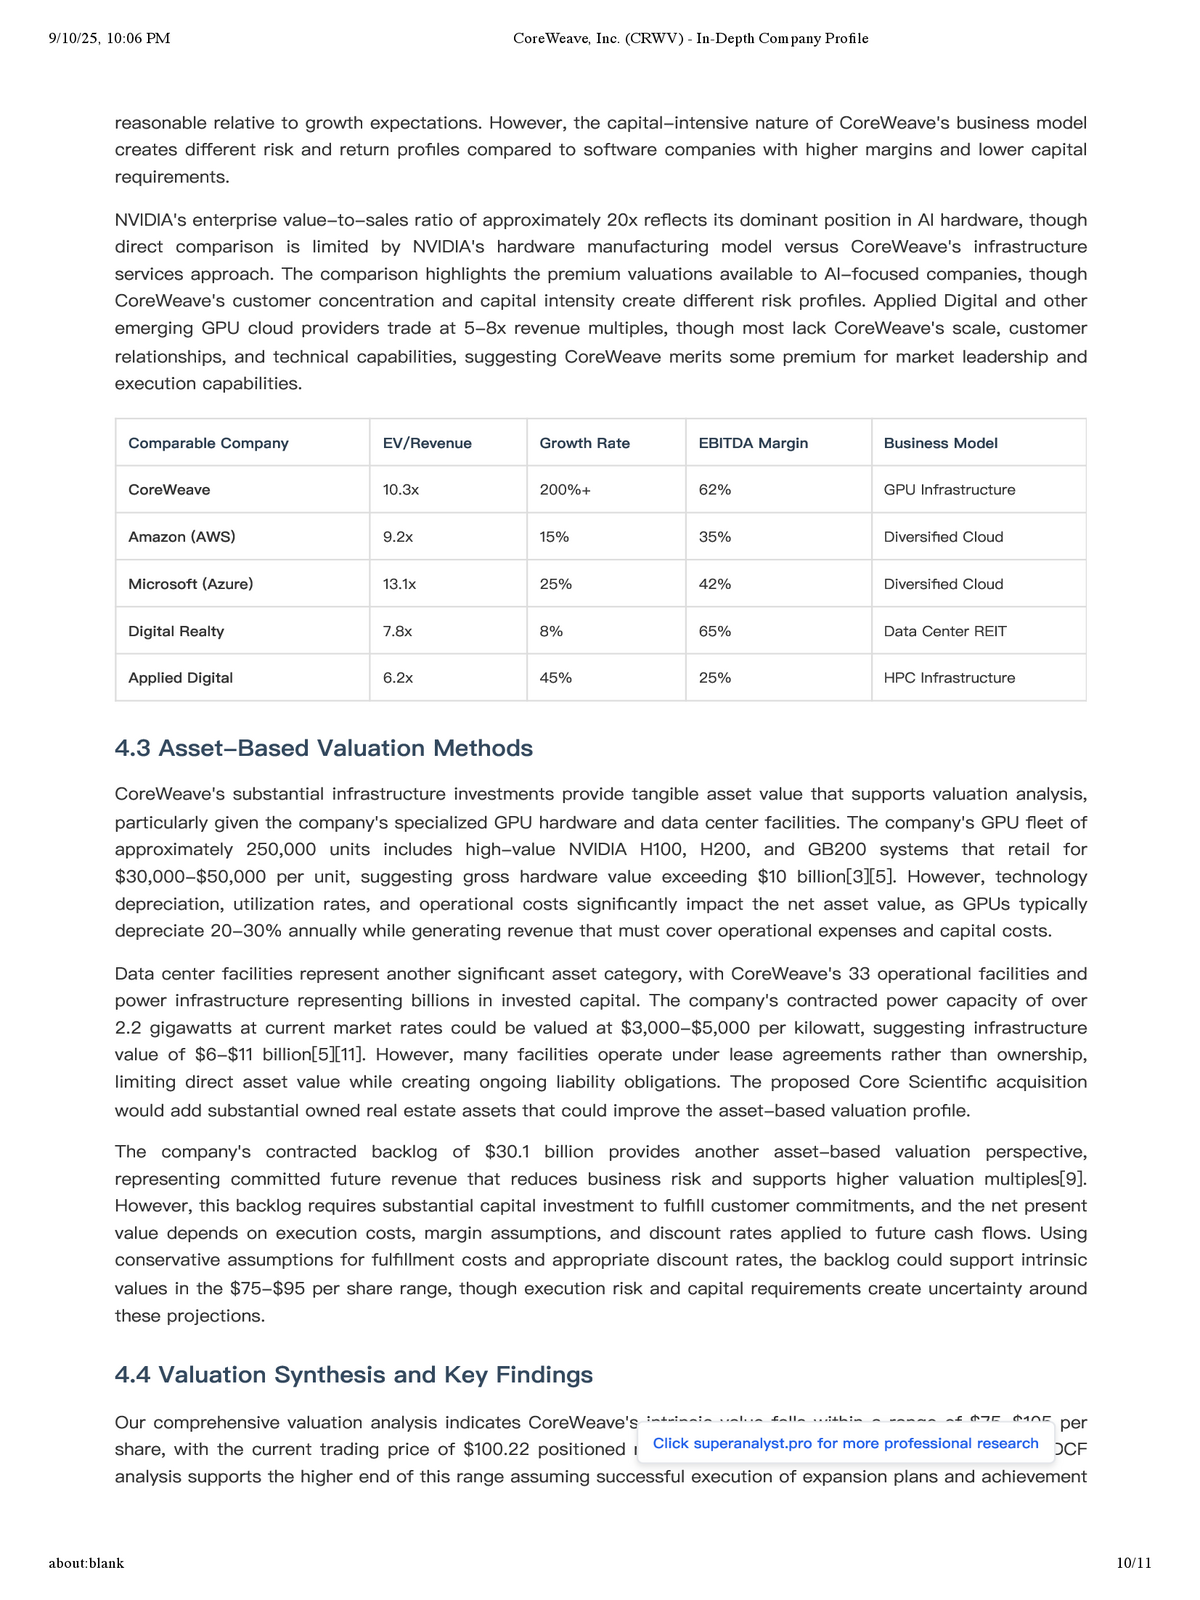 9/10/25, 10:06 PM CoreWeave, Inc. (CRWV) - In-Depth Company Profile
reasonable relative to growth expectations. However, the capital-intensive nature of CoreWeave's business model
creates different risk and return profiles compared to software companies with higher margins and lower capital
requirements.
NVIDIA's enterprise value-to-sales ratio of approximately 20x reflects its dominant position in AI hardware, though
direct comparison is limited by NVIDIA's hardware manufacturing model versus CoreWeave's infrastructure
services approach. The comparison highlights the premium valuations available to AI-focused companies, though
CoreWeave's customer concentration and capital intensity create different risk profiles. Applied Digital and other
emerging GPU cloud providers trade at 5-8x revenue multiples, though most lack CoreWeave's scale, customer
relationships, and technical capabilities, suggesting CoreWeave merits some premium for market leadership and
execution capabilities.
Comparable Company EV/Revenue Growth Rate EBITDA Margin Business Model
CoreWeave 10.3x 200%+ 62% GPU Infrastructure
Amazon (AWS) 9.2x 15% 35% Diversified Cloud
Microsoft (Azure) 13.1x 25% 42% Diversified Cloud
Digital Realty 7.8x 8% 65% Data Center REIT
Applied Digital 6.2x 45% 25% HPC Infrastructure
4.3 Asset-Based Valuation Methods
CoreWeave's substantial infrastructure investments provide tangible asset value that supports valuation analysis,
particularly given the company's specialized GPU hardware and data center facilities. The company's GPU fleet of
approximately 250,000 units includes high-value NVIDIA H100, H200, and GB200 systems that retail for
$30,000-$50,000 per unit, suggesting gross hardware value exceeding $10 billion[3][5]. However, technology
depreciation, utilization rates, and operational costs significantly impact the net asset value, as GPUs typically
depreciate 20-30% annually while generating revenue that must cover operational expenses and capital costs.
Data center facilities represent another significant asset category, with CoreWeave's 33 operational facilities and
power infrastructure representing billions in invested capital. The company's contracted power capacity of over
2.2 gigawatts at current market rates could be valued at $3,000-$5,000 per kilowatt, suggesting infrastructure
value of $6-$11 billion[5][11]. However, many facilities operate under lease agreements rather than ownership,
limiting direct asset value while creating ongoing liability obligations. The proposed Core Scientific acquisition
would add substantial owned real estate assets that could improve the asset-based valuation profile.
The company's contracted backlog of $30.1 billion provides another asset-based valuation perspective,
representing committed future revenue that reduces business risk and supports higher valuation multiples[9].
However, this backlog requires substantial capital investment to fulfill customer commitments, and the net present
value depends on execution costs, margin assumptions, and discount rates applied to future cash flows. Using
conservative assumptions for fulfillment costs and appropriate discount rates, the backlog could support intrinsic
values in the $75-$95 per share range, though execution risk and capital requirements create uncertainty around
these projections.
4.4 Valuation Synthesis and Key Findings
Our comprehensive valuation analysis indicates CoreWeave's intrinsic value falls within a range of $75-$105 per
share, with the current trading price of $100.22 positioned DCF
Click superanalyst.pro for more professional research
analysis supports the higher end of this range assuming successful execution of expansion plans and achievement
about:blank 10/11